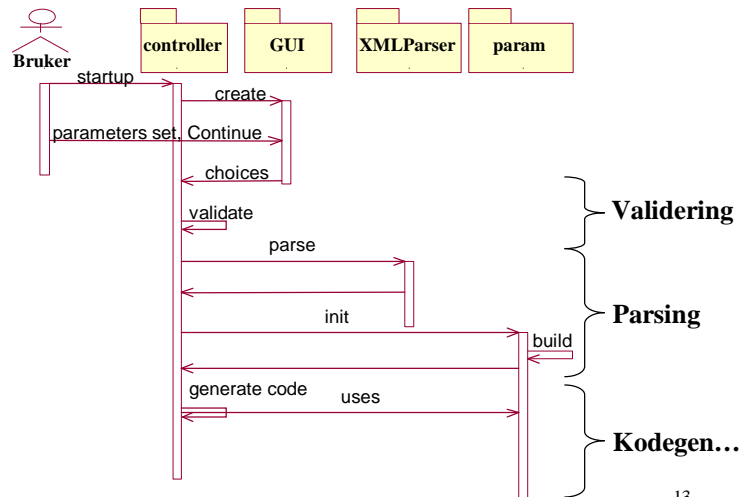 controller GUI XMLParser param
Bruker
startup
create
parameters set, Continue
choices
validate
Validering
parse
init
Parsing
build
generate code
uses
Kodegen…
13